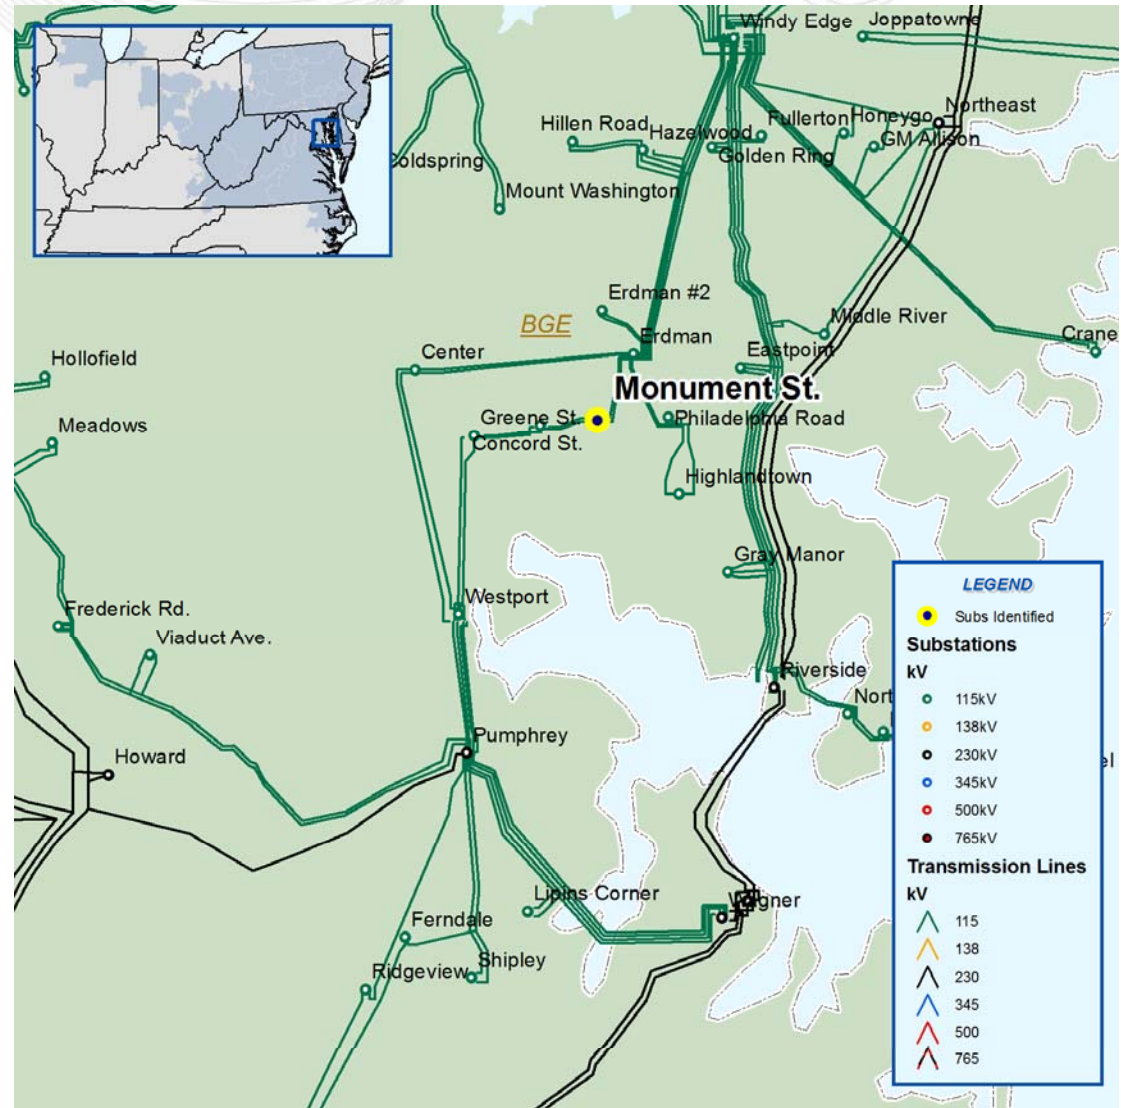 Windy Edge
Joppatowne
Northeast
Fullerton
Honeygo
Hillen Road
Hazelwood
GM Allison
Golden Ring
Coldspring
Mount Washington
Erdman #2
BGE
Middle River
Erdman
Crane
Center
Eastpoint
Hollofield
Monument St.
Meadows
Greene St.
Philadelphia Road
Concord St.
Highlandtown
Gray Manor
Westport
Frederick Rd.
Viaduct Ave.
Riverside
Nort
Pumphrey
Howard
el
Lipins Corner
Wagner
Ferndale
Shipley
Ridgeview
LEGEND
Subs Identified
Substations
kV
115kV
138kV
230kV
345kV
500kV
765kV
Transmission Lines
kV
115
138
230
345
500
765